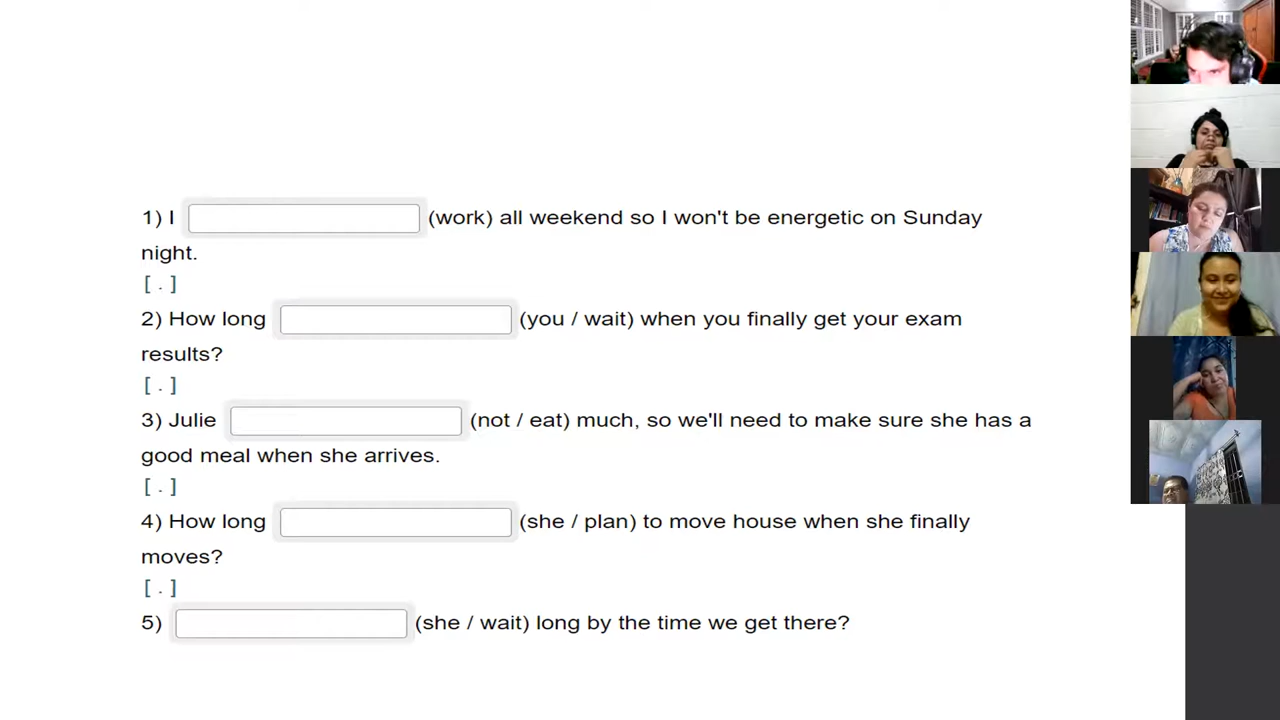 1) I (work) all weekend so I won't be energetic on Sunday
night.
[ . ]
2) How long (you / wait) when you finally get your exam
results?
[ . ]
3) Julie (not / eat) much, so we'll need to make sure she has a
good meal when she arrives.
[ . ]
4) How long (she / plan) to move house when she finally
moves?
[ . ]
5) (she / wait) long by the time we get there?